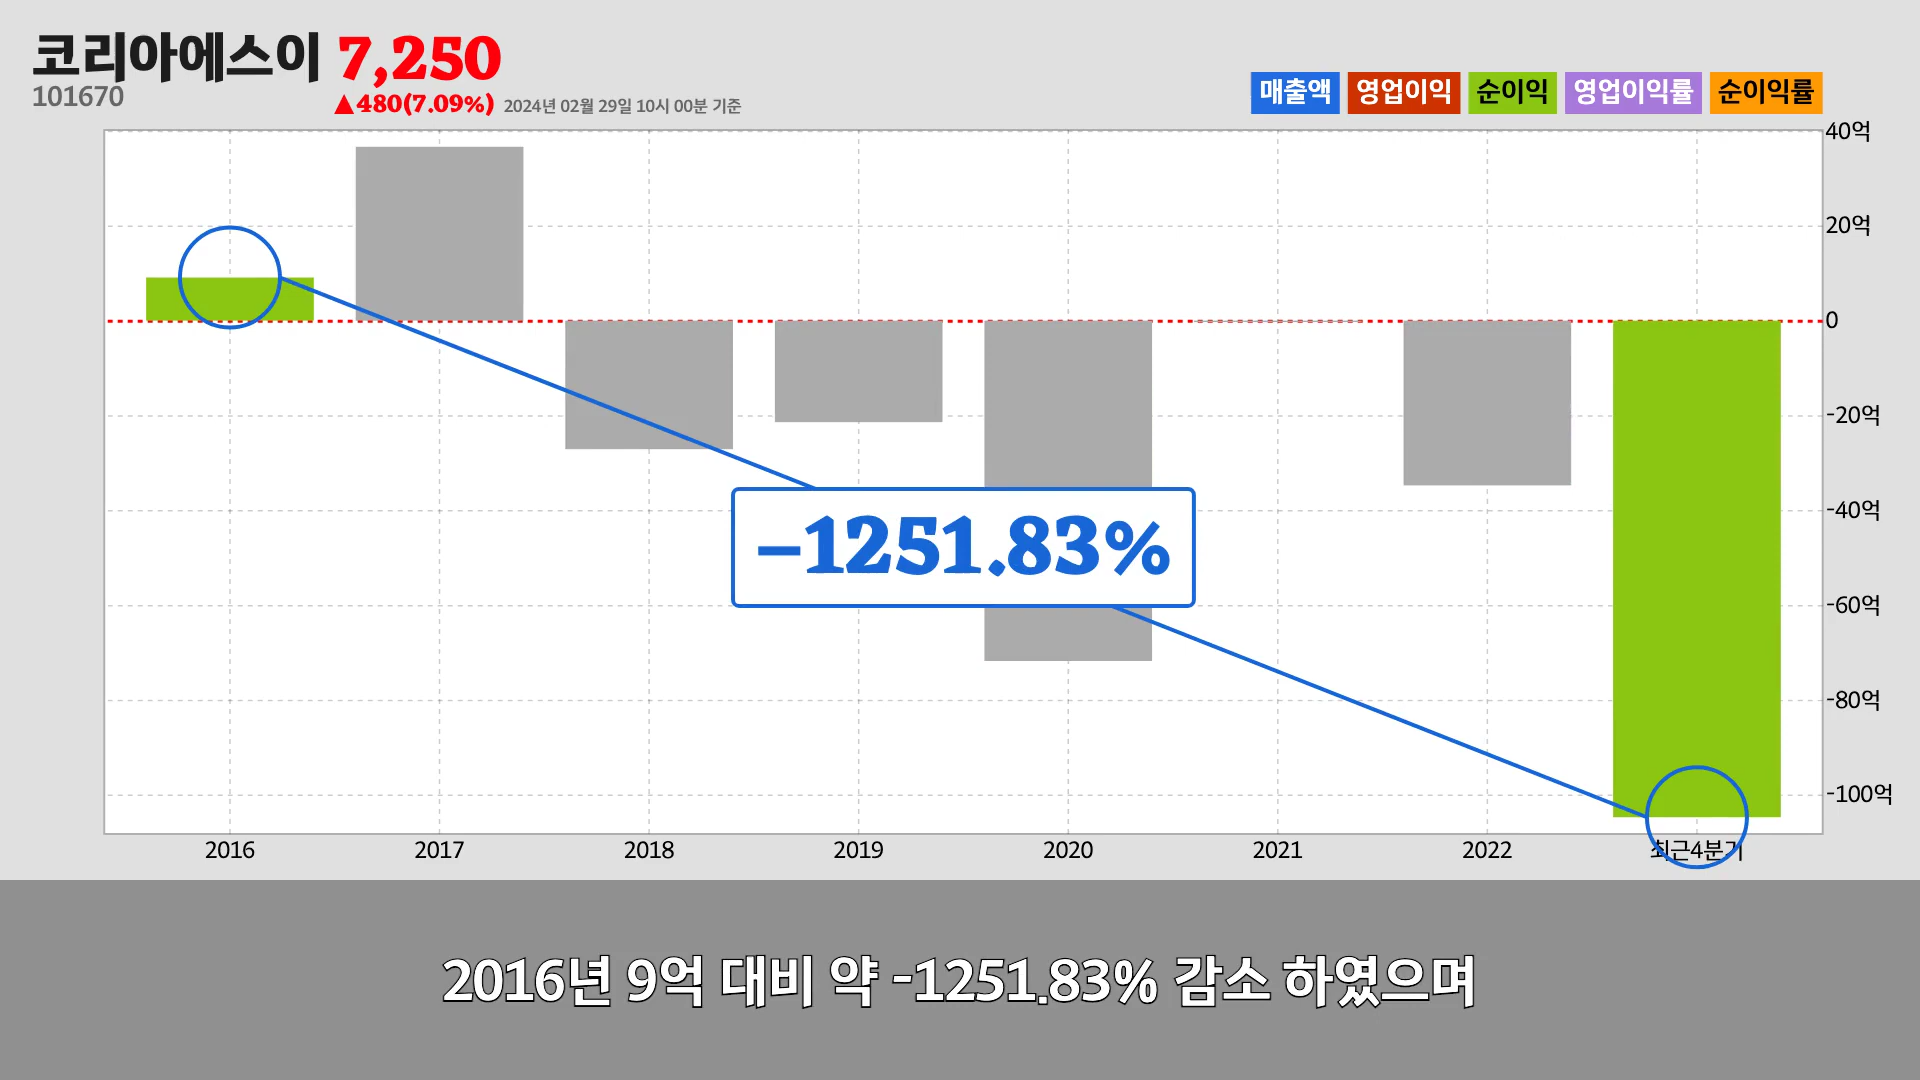 코리아에스이 7,250
101670
▲480(7.09%) 2024년 02월 29일 10시 00분 기준
매출액 영업이익 순이익 영업이익률 순이익률
40억
20억
0
-20억
-40억
-60억
-80억
-100억
-1251.83%
2016 2017 2018 2019 2020 2021 2022 최근4분기
2016년 9억 대비 약 -1251.83% 감소 하였으며